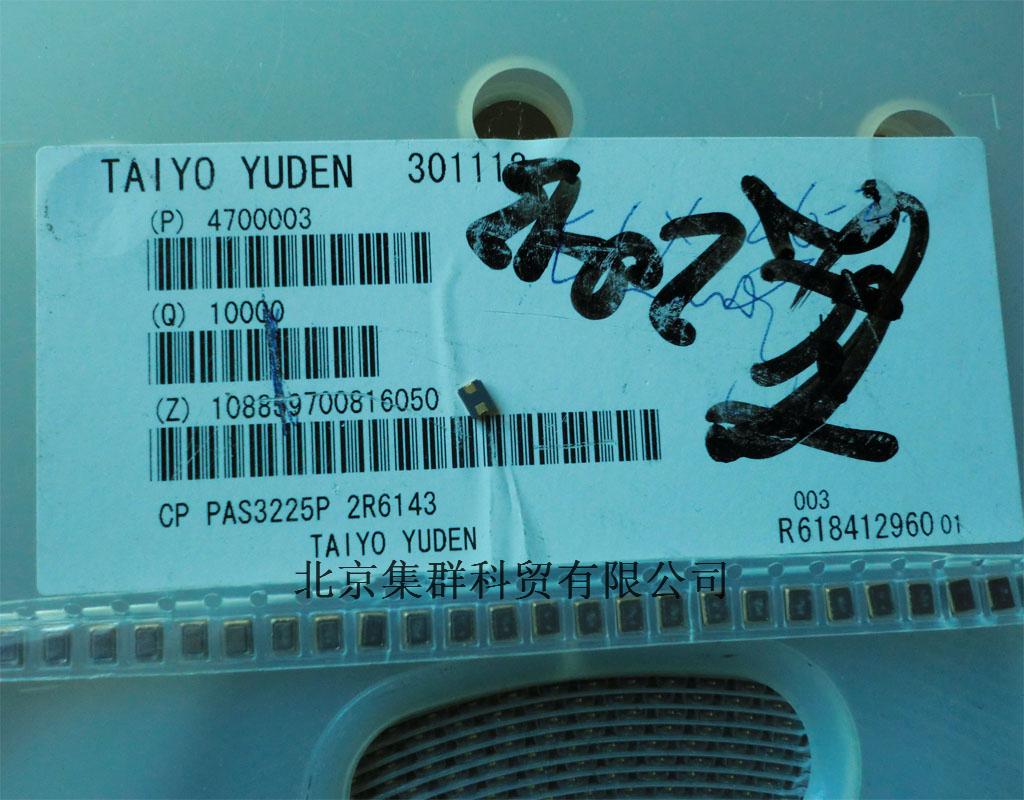 TAIYO YUDEN 30111
(P) 4700003
(Q) 10000
(Z) 108859700816050
CP PAS3225P 2R6143
003
R618412960 01
TAIYO YUDEN
北京集群科贸有限公司